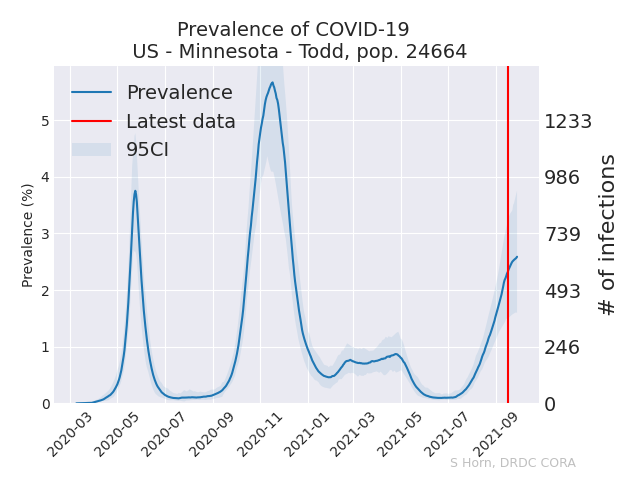 Prevalence of COVID-19
US - Minnesota - Todd, pop. 24664
Prevalence
Latest data
95CI
Prevalence (%)
5
4
3
2
1
0
1233
986
739
493
246
0
# of infections
2020-03
2020-05
2020-07
2020-09
2020-11
2021-01
2021-03
2021-05
2021-07
2021-09
S Horn, DRDC CORA